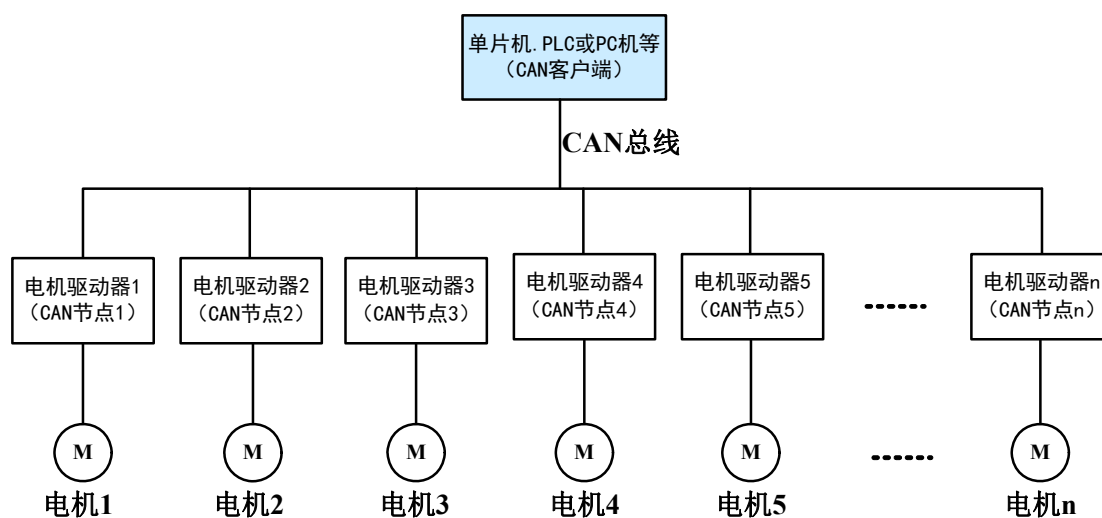 单片机.PLC或PC机等
（CAN客户端）
CAN总线
电机驱动器1
（CAN节点1）
电机驱动器2
（CAN节点2）
电机驱动器3
（CAN节点3）
电机驱动器4
（CAN节点4）
电机驱动器5
（CAN节点5）
电机驱动器n
（CAN节点n）
M
M
M
M
M
M
电机1
电机2
电机3
电机4
电机5
电机n